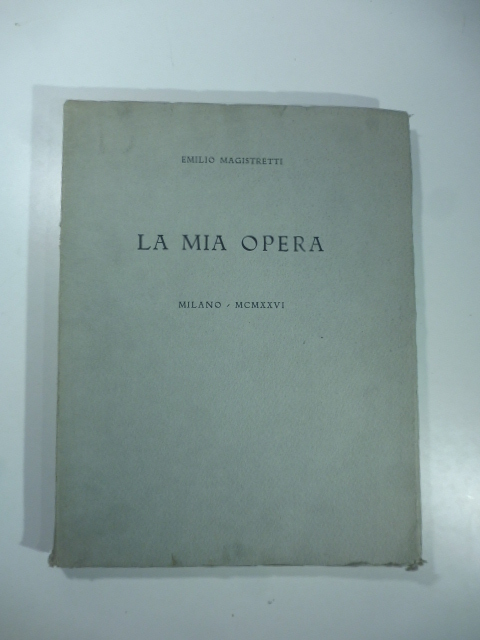 EMILIO MAGISTRETTI
LA MIA OPERA
MILANO - MCMXXVI